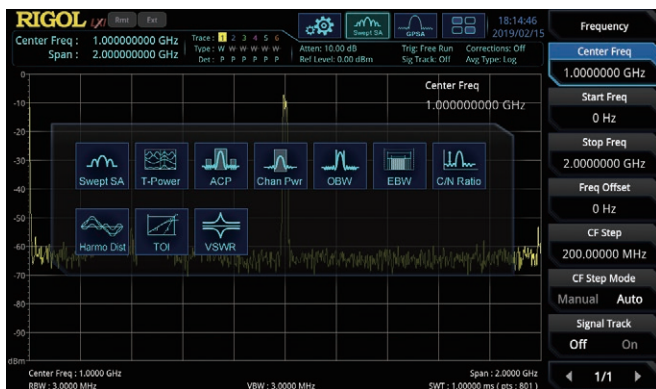 RIGOL LXI Rmt Ext
Swept SA
GPSA
18:14:46
2019/02/15
Center Freq : 1.000000000 GHz
Span : 2.000000000 GHz
Trace : 1 2 3 4 5 6
Type : W W W W W W
Det : P P P P P P
Atten: 10.00 dB
Ref Level: 0.00 dBm
Trig: Free Run
Sig Track: Off
Corrections: Off
Avg Type: Log
0
-10
-20
-30
-40
-50
-60
-70
-80
-90
dBm
Center Freq
1.000000000 GHz
Swept SA
T-Power
ACP
Chan Pwr
OBW
EBW
C/N Ratio
Harmo Dist
TOI
VSWR
Center Freq : 1.0000 GHz
Span : 2.0000 GHz
RBW : 3.0000 MHz
VBW : 3.0000 MHz
SWT : 1.00000 ms ( pts : 801 )
Frequency
Center Freq
1.0000000 GHz
Start Freq
0 Hz
Stop Freq
2.0000000 GHz
Freq Offset
0 Hz
CF Step
200.00000 MHz
CF Step Mode
Manual Auto
Signal Track
Off On
1/1